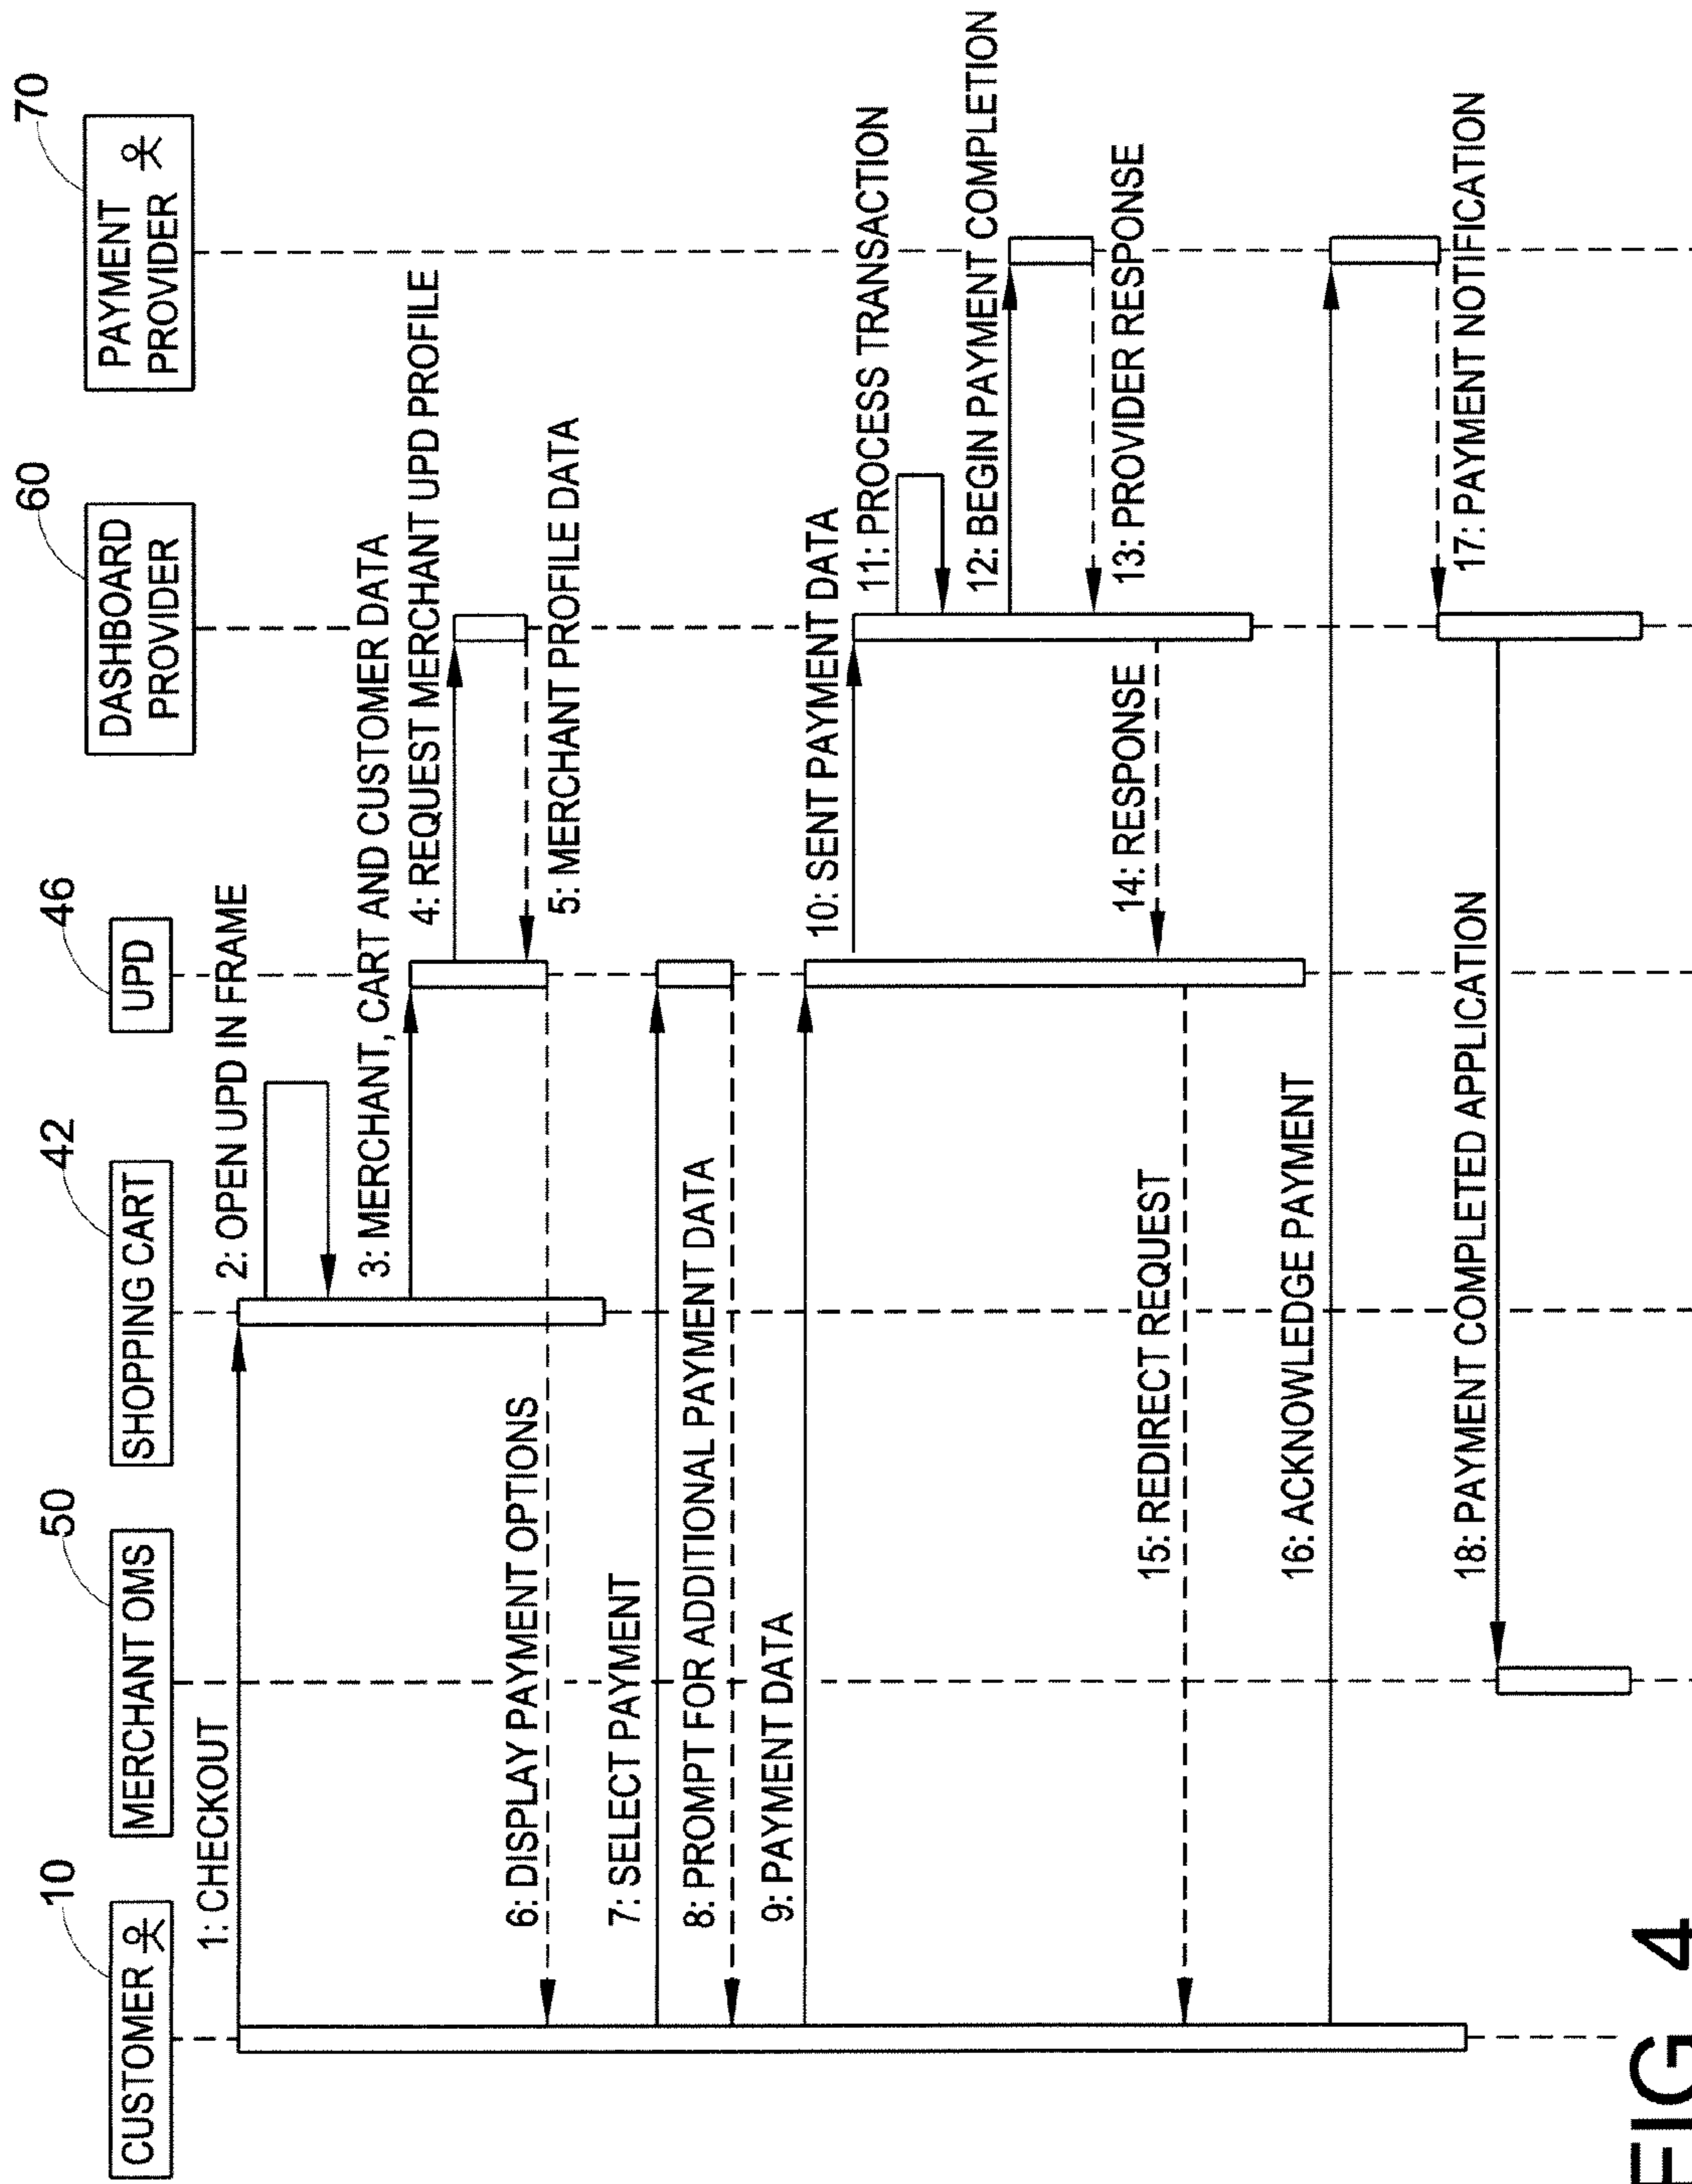 10
CUSTOMER
50
MERCHANT OMS
42
SHOPPING CART
46
UPD
60
DASHBOARD
PROVIDER
70
PAYMENT
PROVIDER
1: CHECKOUT
2: OPEN UPD IN FRAME
3: MERCHANT, CART AND CUSTOMER DATA
4: REQUEST MERCHANT UPD PROFILE
5: MERCHANT PROFILE DATA
6: DISPLAY PAYMENT OPTIONS
7: SELECT PAYMENT
8: PROMPT FOR ADDITIONAL PAYMENT DATA
9: PAYMENT DATA
10: SENT PAYMENT DATA
11: PROCESS TRANSACTION
12: BEGIN PAYMENT COMPLETION
13: PROVIDER RESPONSE
14: RESPONSE
15: REDIRECT REQUEST
16: ACKNOWLEDGE PAYMENT
17: PAYMENT NOTIFICATION
18: PAYMENT COMPLETED APPLICATION
FIG 4